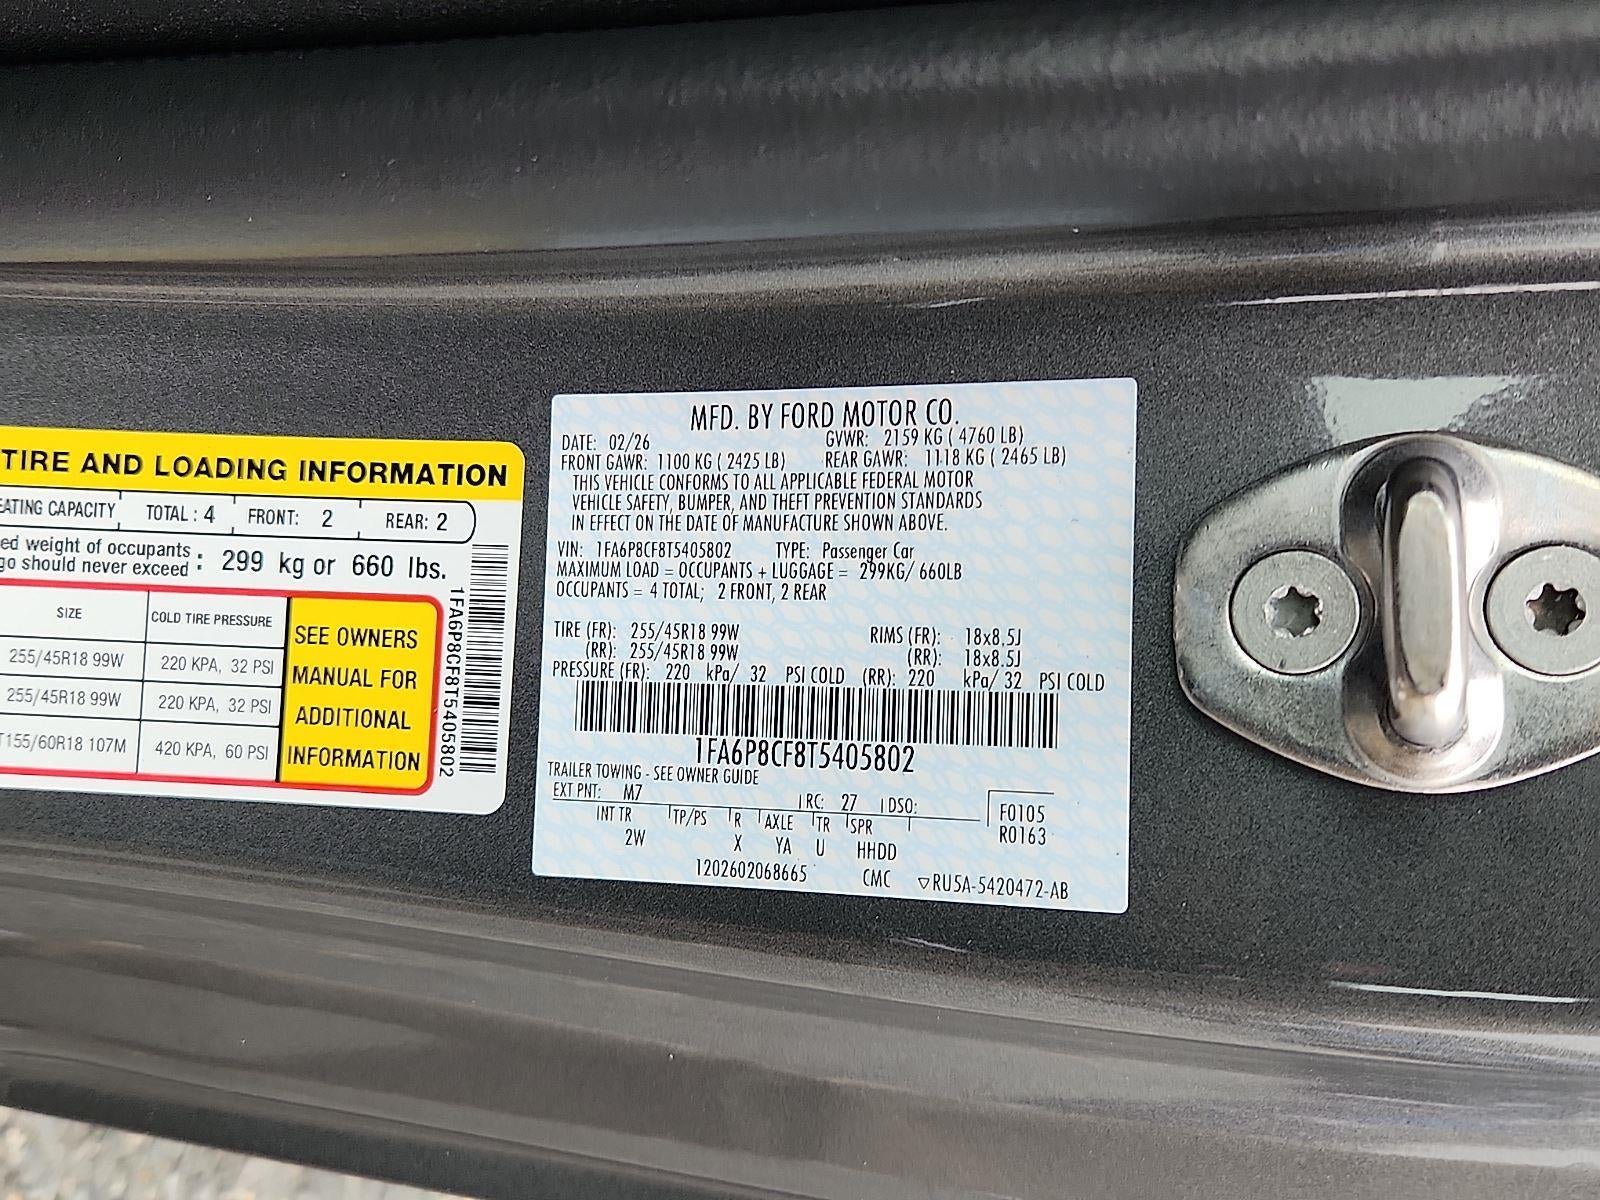 TIRE AND LOADING INFORMATION
EATING CAPACITY TOTAL : 4 FRONT: 2 REAR: 2
ed weight of occupants
go should never exceed : 299 kg or 660 lbs.
SIZE COLD TIRE PRESSURE
255/45R18 99W 220 KPA, 32 PSI
255/45R18 99W 220 KPA, 32 PSI
T155/60R18 107M 420 KPA, 60 PSI
SEE OWNERS
MANUAL FOR
ADDITIONAL
INFORMATION
1FA6P8CF8T5405802
MFD. BY FORD MOTOR CO.
DATE: 02/26 GVWR: 2159 KG ( 4760 LB)
FRONT GAWR: 1100 KG ( 2425 LB) REAR GAWR: 1118 KG ( 2465 LB)
THIS VEHICLE CONFORMS TO ALL APPLICABLE FEDERAL MOTOR
VEHICLE SAFETY, BUMPER, AND THEFT PREVENTION STANDARDS
IN EFFECT ON THE DATE OF MANUFACTURE SHOWN ABOVE.
VIN: 1FA6P8CF8T5405802 TYPE: Passenger Car
MAXIMUM LOAD = OCCUPANTS + LUGGAGE = 299KG/ 660LB
OCCUPANTS = 4 TOTAL; 2 FRONT, 2 REAR
TIRE (FR): 255/45R18 99W RIMS (FR): 18x8.5J
(RR): 255/45R18 99W (RR): 18x8.5J
PRESSURE (FR): 220 kPa/ 32 PSI COLD (RR): 220 kPa/ 32 PSI COLD
1FA6P8CF8T5405802
TRAILER TOWING - SEE OWNER GUIDE
EXT PNT: M7 RC: 27 DSO: F0105
INT TR TP/PS R AXLE TR SPR R0163
2W X YA U HHDD
1202602068665 CMC ▽RU5A-5420472-AB